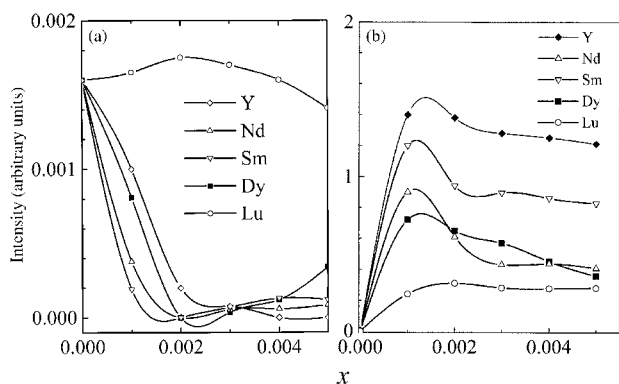 (a)
(b)
Intensity (arbitrary units)
0.002
0.001
0.000
Y
Nd
Sm
Dy
Lu
2
1
0
Y
Nd
Sm
Dy
Lu
0.000 0.002 0.004
0.000 0.002 0.004
x